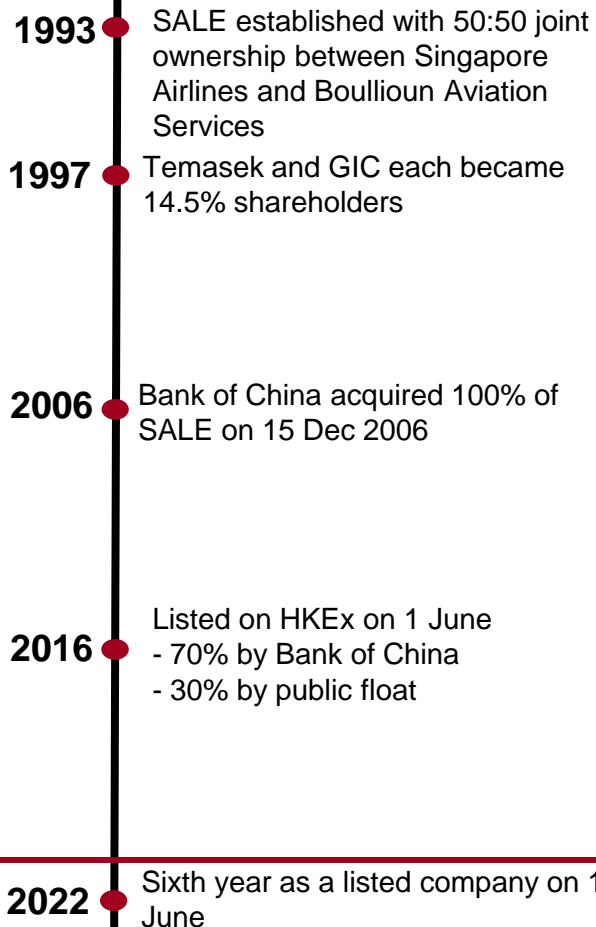 1993
SALE established with 50:50 joint
ownership between Singapore
Airlines and Boullioun Aviation
Services
1997
Temasek and GIC each became
14.5% shareholders
2006
Bank of China acquired 100% of
SALE on 15 Dec 2006
2016
Listed on HKEx on 1 June
- 70% by Bank of China
- 30% by public float
2022
Sixth year as a listed company on 1
June